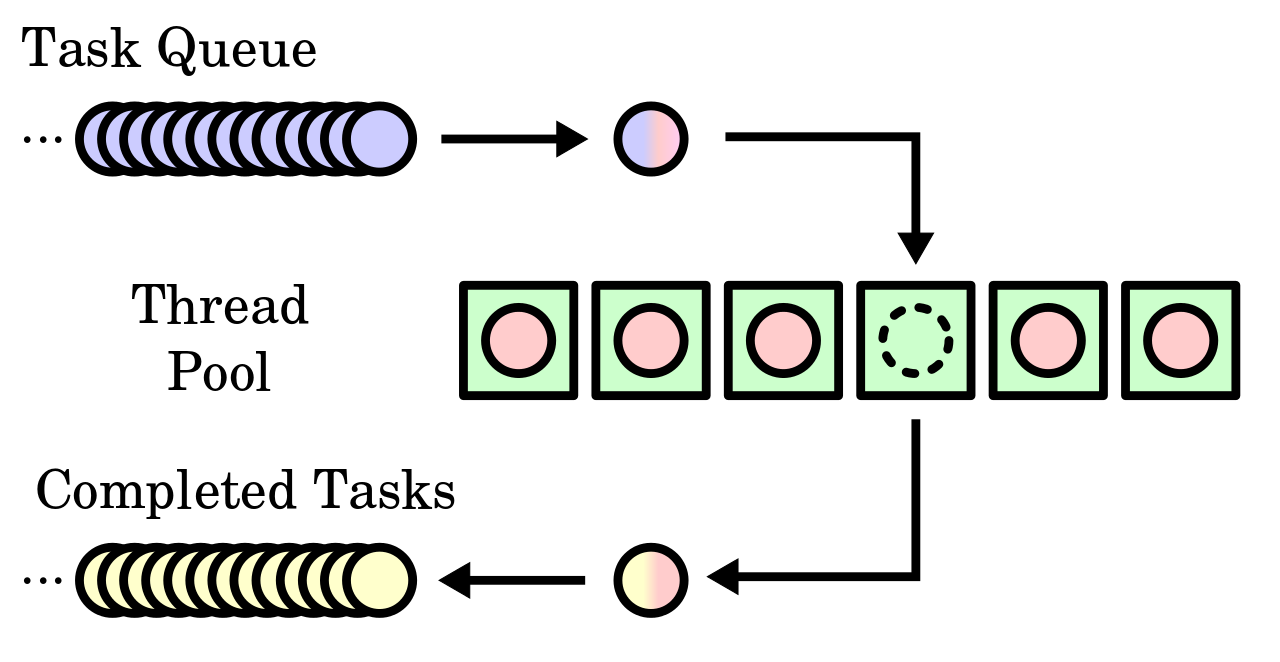 Task Queue
...
Thread
Pool
Completed Tasks
...